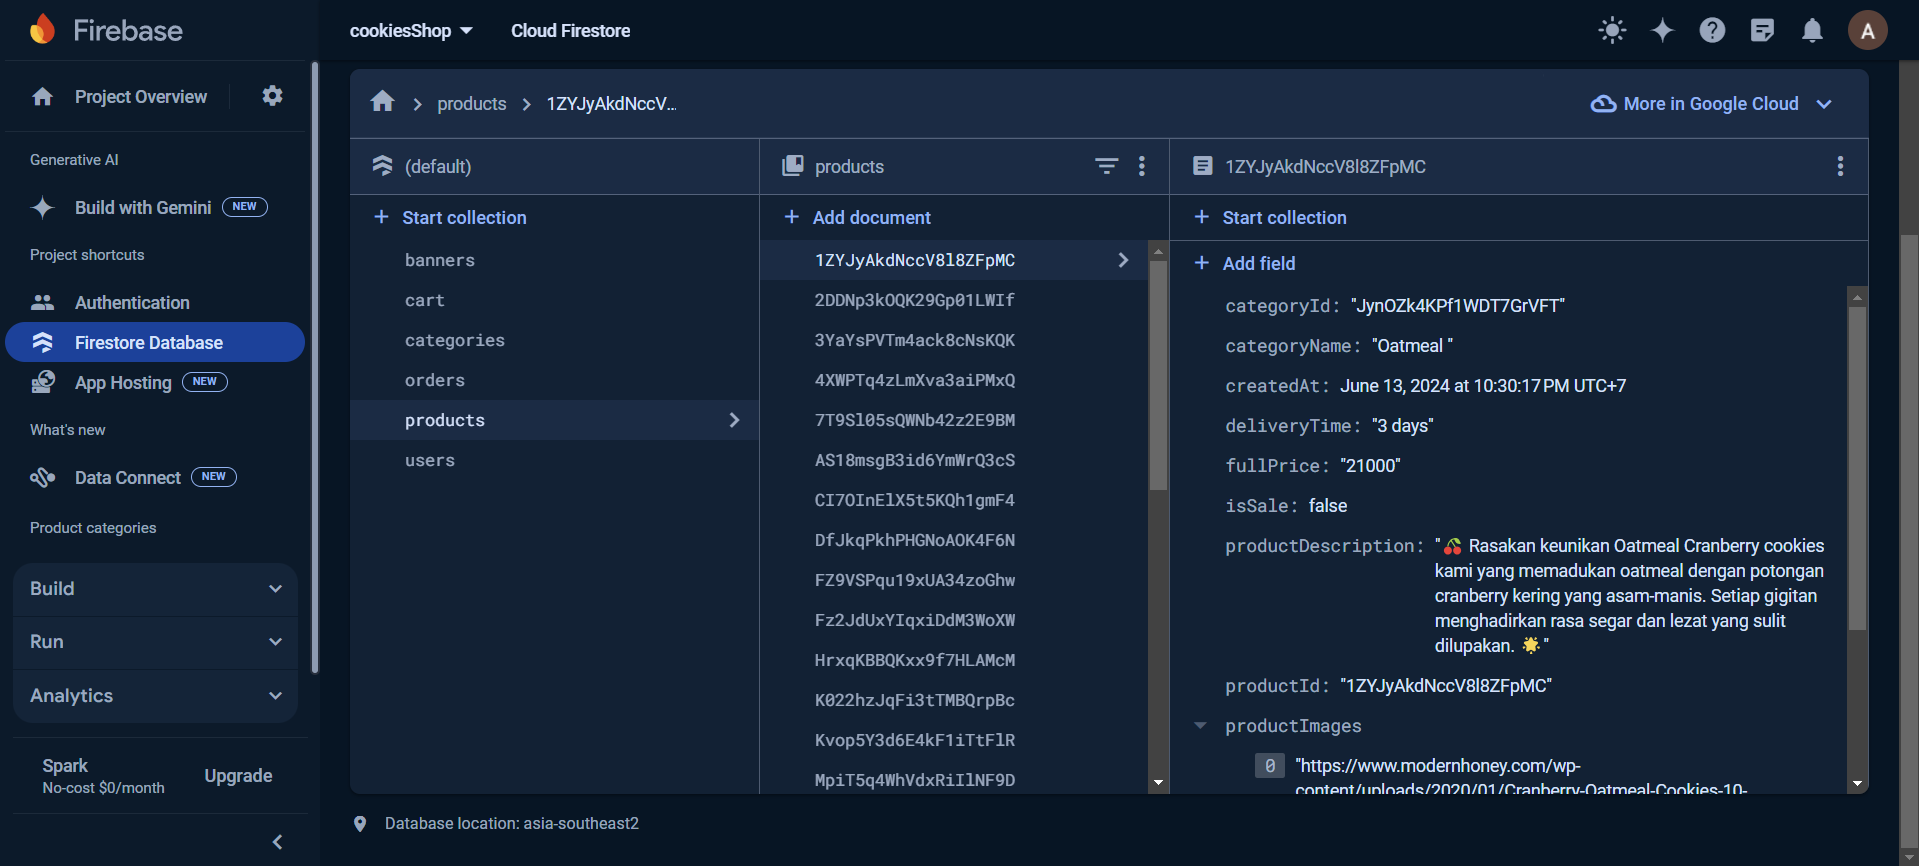 Firebase
cookiesShop
Cloud Firestore
A
Project Overview
Generative AI
Build with Gemini NEW
Project shortcuts
Authentication
Firestore Database
App Hosting NEW
What's new
Data Connect NEW
Product categories
Build
Run
Analytics
Spark
No-cost $0/month
Upgrade
products
1ZYJyAkdNccV...
More in Google Cloud
(default)
Start collection
banners
cart
categories
orders
products
users
products
Add document
1ZYJyAkdNccV8l8ZFpMC
2DDNp3kOQK29Gp01LWIf
3YaYsPVTm4ack8cNsKQK
4XWPTq4zLmXva3aiPMxQ
7T9Sl05sQWNb42z2E9BM
AS18msgB3id6YmWrQ3cS
CI7OInElX5t5KQh1gmF4
DfJkqPkhPHGNoAOK4F6N
FZ9VSPqu19xUA34zoGhw
Fz2JdUxYIqxiDdM3WoXW
HrxqKBBQKxx9f7HLAMcM
K022hzJqFi3tTMBQrpBc
Kvop5Y3d6E4kF1iTtFlR
MpiT5q4WhVdxRiIlNF9D
1ZYJyAkdNccV8l8ZFpMC
Start collection
Add field
categoryId: "JynOZk4KPf1WDT7GrVFT"
categoryName: "Oatmeal "
createdAt: June 13, 2024 at 10:30:17 PM UTC+7
deliveryTime: "3 days"
fullPrice: "21000"
isSale: false
productDescription: "🍒 Rasakan keunikan Oatmeal Cranberry cookies
kami yang memadukan oatmeal dengan potongan
cranberry kering yang asam-manis. Setiap gigitan
menghadirkan rasa segar dan lezat yang sulit
dilupakan. 🌟"
productId: "1ZYJyAkdNccV8l8ZFpMC"
productImages
0 "https://www.modernhoney.com/wp-
content/uploads/2020/01/Cranberry-Oatmeal-Cookies-10-
Database location: asia-southeast2